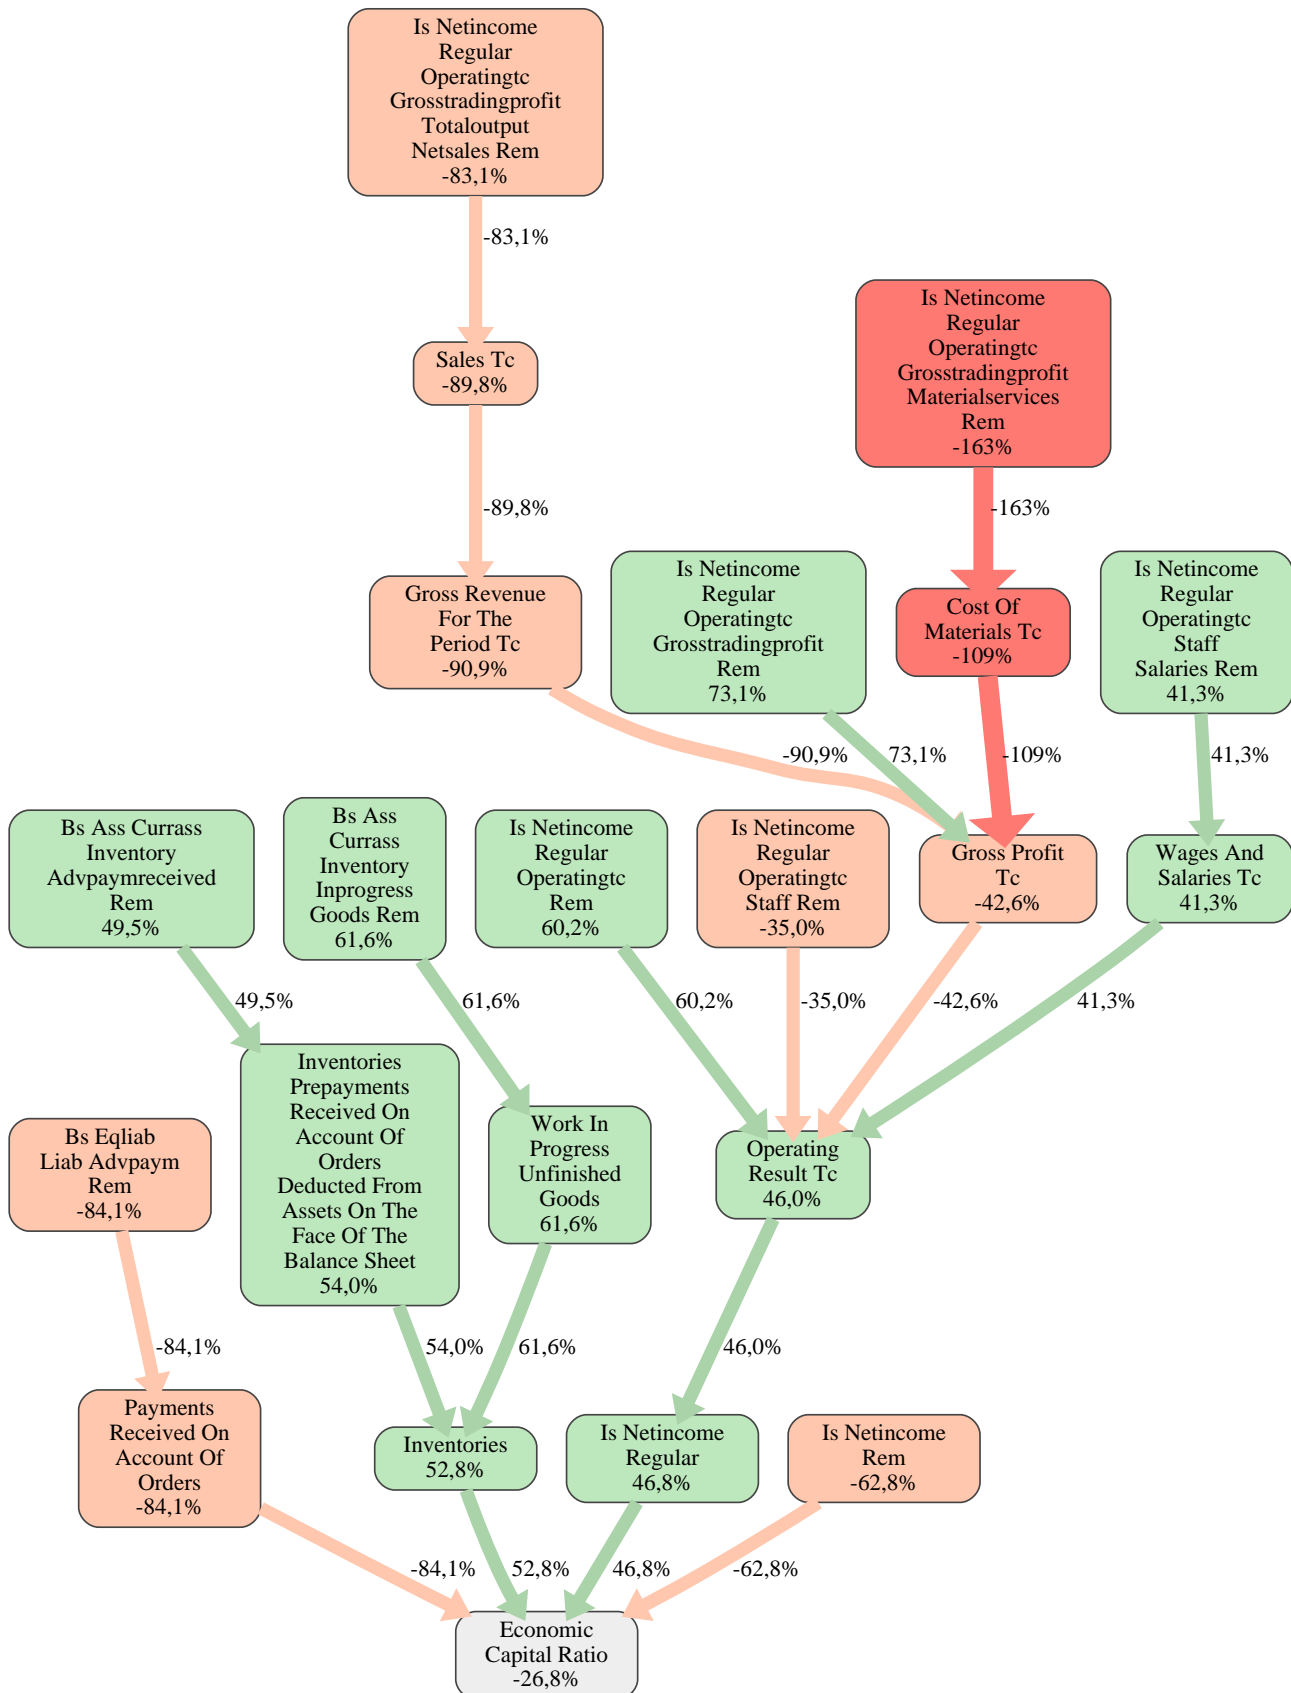 Is Netincome
Regular
Operatingtc
Grosstradingprofit
Totaloutput
Netsales Rem
-83,1%
-83,1%
Is Netincome
Regular
Operatingtc
Grosstradingprofit
Materialservices
Rem
-163%
Sales Tc
-89,8%
-89,8%
-163%
Is Netincome
Regular
Operatingtc
Grosstradingprofit
Rem
73,1%
Is Netincome
Regular
Operatingtc
Staff
Salaries Rem
41,3%
Gross Revenue
For The
Period Tc
-90,9%
Cost Of
Materials Tc
-109%
-90,9%
73,1%
-109%
41,3%
Bs Ass Currass
Inventory
Advpaymreceived
Rem
49,5%
Bs Ass
Currass
Inventory
Inprogress
Goods Rem
61,6%
Is Netincome
Regular
Operatingtc
Rem
60,2%
Is Netincome
Regular
Operatingtc
Staff Rem
-35,0%
Gross Profit
Tc
-42,6%
Wages And
Salaries Tc
41,3%
49,5%
61,6%
60,2%
-35,0%
-42,6%
41,3%
Inventories
Prepayments
Received On
Account Of
Orders
Deducted From
Assets On The
Face Of The
Balance Sheet
54,0%
Bs Eqliab
Liab Advpaym
Rem
-84,1%
Work In
Progress
Unfinished
Goods
61,6%
Operating
Result Tc
46,0%
-84,1%
54,0%
61,6%
46,0%
Payments
Received On
Account Of
Orders
-84,1%
Inventories
52,8%
Is Netincome
Regular
46,8%
Is Netincome
Rem
-62,8%
-84,1%
52,8%
46,8%
-62,8%
Economic
Capital Ratio
-26,8%